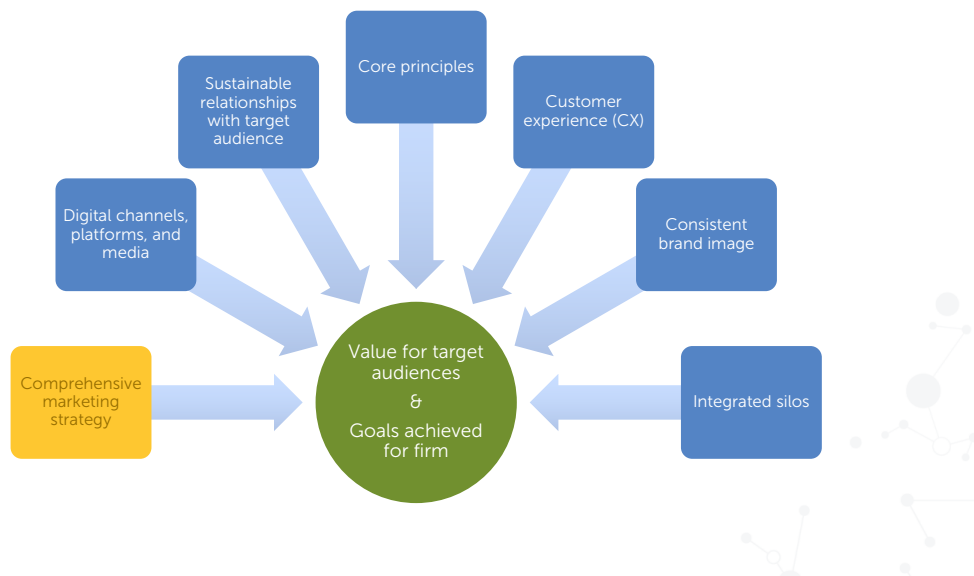 Core principles
Sustainable
relationships
with target
audience
Customer
experience (CX)
Digital channels,
platforms, and
media
Consistent
brand image
Comprehensive
marketing
strategy
Value for target
audiences
&
Goals achieved
for firm
Integrated silos